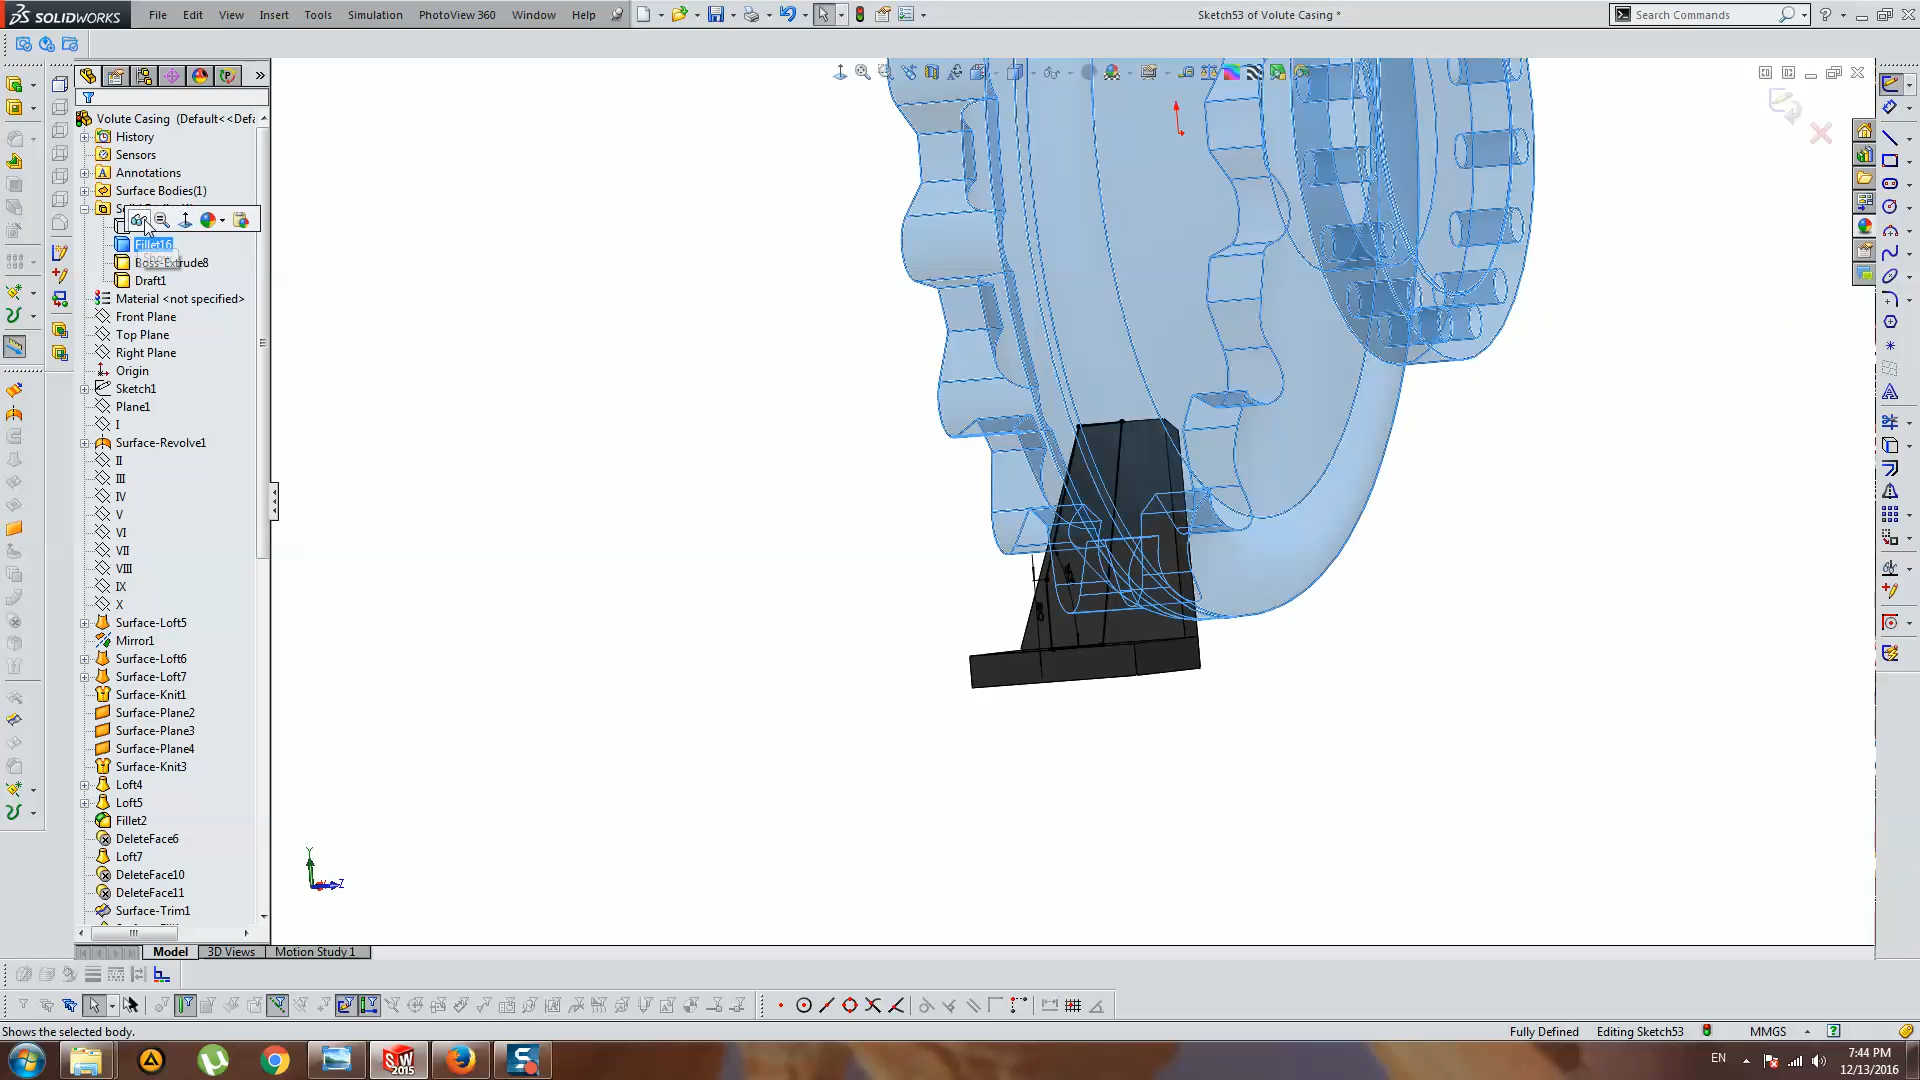 SOLIDWORKS
File Edit View Insert Tools Simulation PhotoView 360 Window Help
Sketch53 of Volute Casing *
Search Commands
Volute Casing (Default<<Defa
History
Sensors
Annotations
Surface Bodies(1)
Fillet16
Show
Boss-Extrude8
Draft1
Material <not specified>
Front Plane
Top Plane
Right Plane
Origin
Sketch1
Plane1
I
Surface-Revolve1
II
III
IV
V
VI
VII
VIII
IX
X
Surface-Loft5
Mirror1
Surface-Loft6
Surface-Loft7
Surface-Knit1
Surface-Plane2
Surface-Plane3
Surface-Plane4
Surface-Knit3
Loft4
Loft5
Fillet2
DeleteFace6
Loft7
DeleteFace10
DeleteFace11
Surface-Trim1
Y
Z
Model 3D Views Motion Study 1
Shows the selected body.
Fully Defined Editing Sketch53 MMGS
SW
2015
EN
7:44 PM
12/13/2016